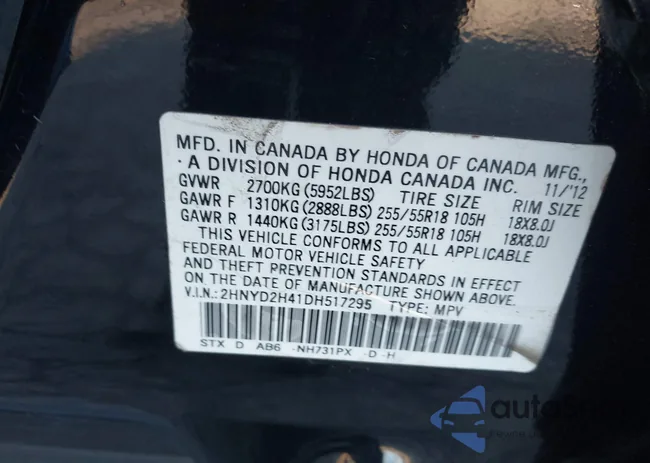 MFD. IN CANADA BY HONDA OF CANADA MFG.,
A DIVISION OF HONDA CANADA INC. 11/'12
GVWR 2700KG(5952LBS) TIRE SIZE RIM SIZE
GAWR F 1310KG(2888LBS) 255/55R18 105H 18X8.0J
GAWR R 1440KG(3175LBS) 255/55R18 105H 18X8.0J
THIS VEHICLE CONFORMS TO ALL APPLICABLE
FEDERAL MOTOR VEHICLE SAFETY
AND THEFT PREVENTION STANDARDS IN EFFECT
ON THE DATE OF MANUFACTURE SHOWN ABOVE.
V.I.N.:2HNYD2H41DH517295 TYPE: MPV
STX D AB6 -NH731PX -D-H